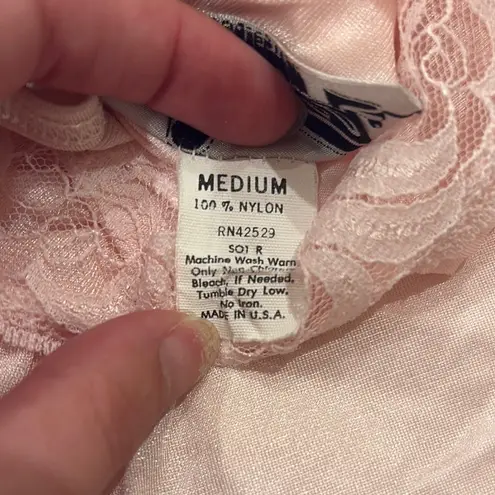 MEDIUM
100 % NYLON
RN42529
SO1 R
Machine Wash Warm
Only Non-Chlorine
Bleach, If Needed.
Tumble Dry Low.
No Iron.
MADE IN U.S.A.